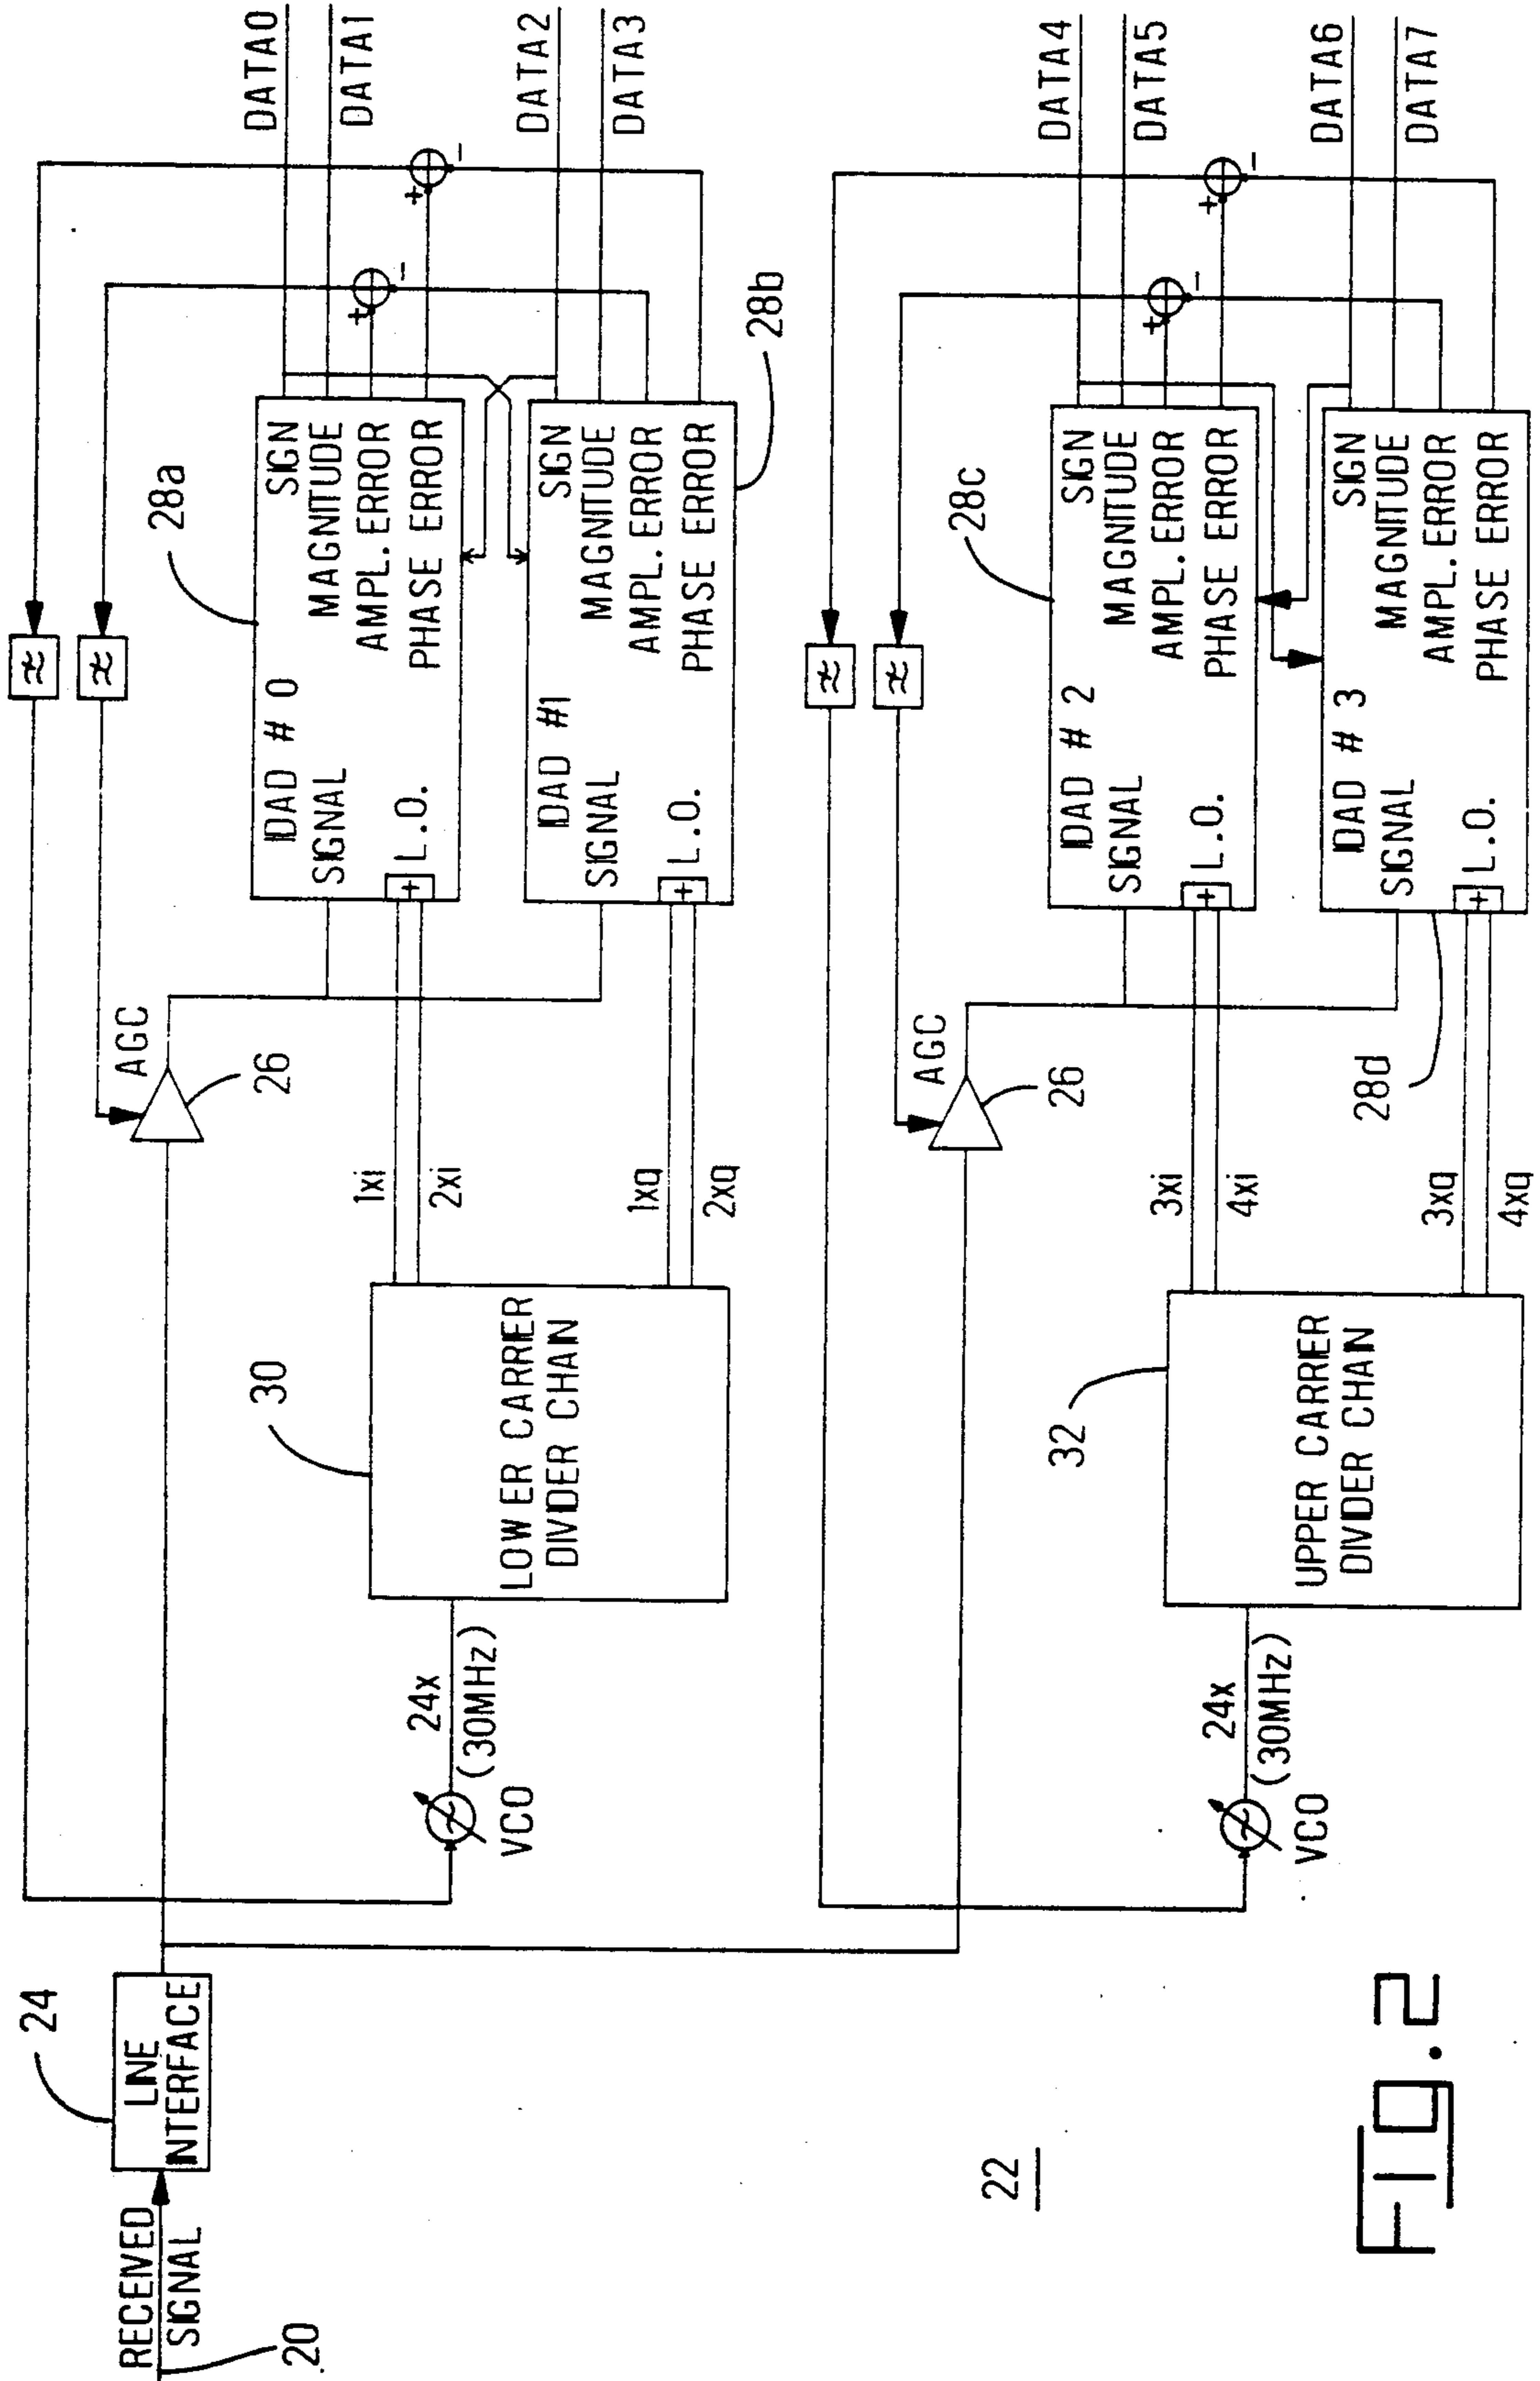 RECEIVED
SIGNAL
20
24
LINE
INTERFACE
AGC
26
VCO
24x
(30MHz)
30
LOWER CARRIER
DIVIDER CHAIN
1xi
2xi
1xq
2xq
28a
IDAD # 0
SIGN
SIGNAL
MAGNITUDE
AMPL.ERROR
L.O.
PHASE ERROR
+
+
-
+
-
DATA0
DATA1
IDAD #1
SIGN
SIGNAL
MAGNITUDE
AMPL.ERROR
L.O.
PHASE ERROR
+
28b
DATA2
DATA3
AGC
26
VCO
24x
(30MHz)
32
UPPER CARRIER
DIVIDER CHAIN
3xi
4xi
3xq
4xq
28c
IDAD # 2
SIGN
SIGNAL
MAGNITUDE
AMPL.ERROR
L.O.
PHASE ERROR
+
+
-
+
-
DATA4
DATA5
28d
IDAD # 3
SIGN
SIGNAL
MAGNITUDE
AMPL.ERROR
L.O.
PHASE ERROR
+
DATA6
DATA7
22
FIG.2